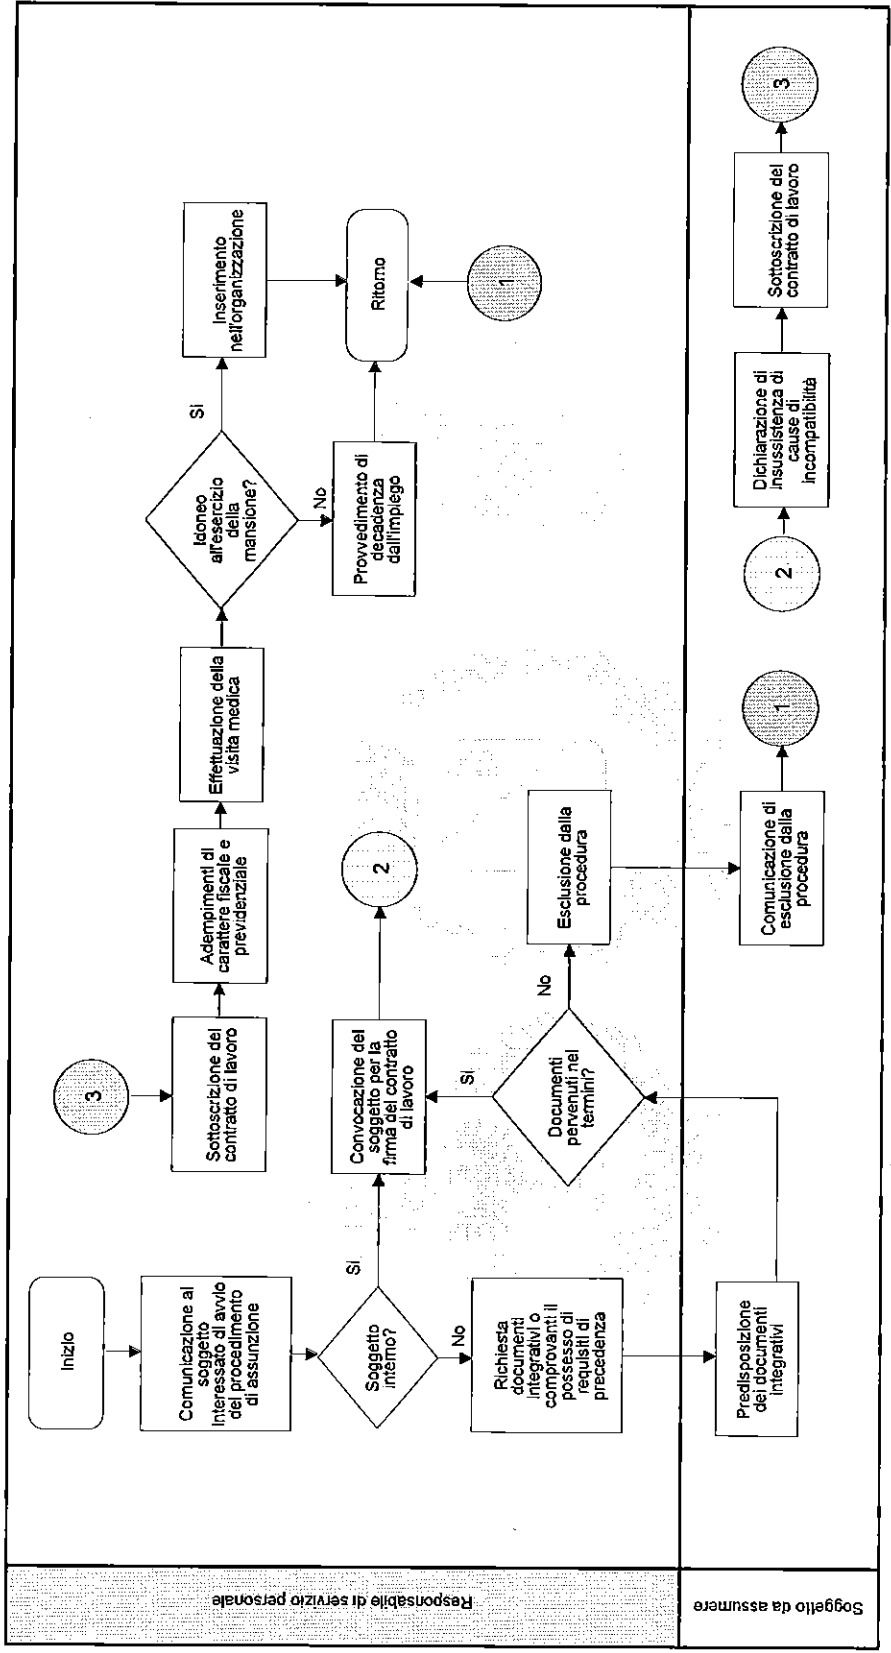 Responsabile di servizio personale
Inizio
Comunicazione al
soggetto
interessato di avvio
del procedimento
di assunzione
Soggetto
interno?
Si
No
Richiesta
documenti
integrativi o
comprovanti il
possesso di
requisiti di
precedenza
3
Sottoscrizione del
contratto di lavoro
Adempimenti di
carattere fiscale e
previdenziale
Effettuazione della
visita medica
Idoneo
all'esercizio
della
mansione?
Si
No
Inserimento
nell'organizzazione
Provvedimento di
decadenza
dall'impiego
Ritorno
1
Convocazione del
soggetto per la
firma del contratto
di lavoro
2
Si
Documenti
pervenuti nei
termini?
No
Esclusione dalla
procedura
Soggetto da assumere
Predisposizione
dei documenti
integrativi
Comunicazione di
esclusione dalla
procedura
1
2
Dichiarazione di
insussistenza di
cause di
incompatibilità
Sottoscrizione del
contratto di lavoro
3